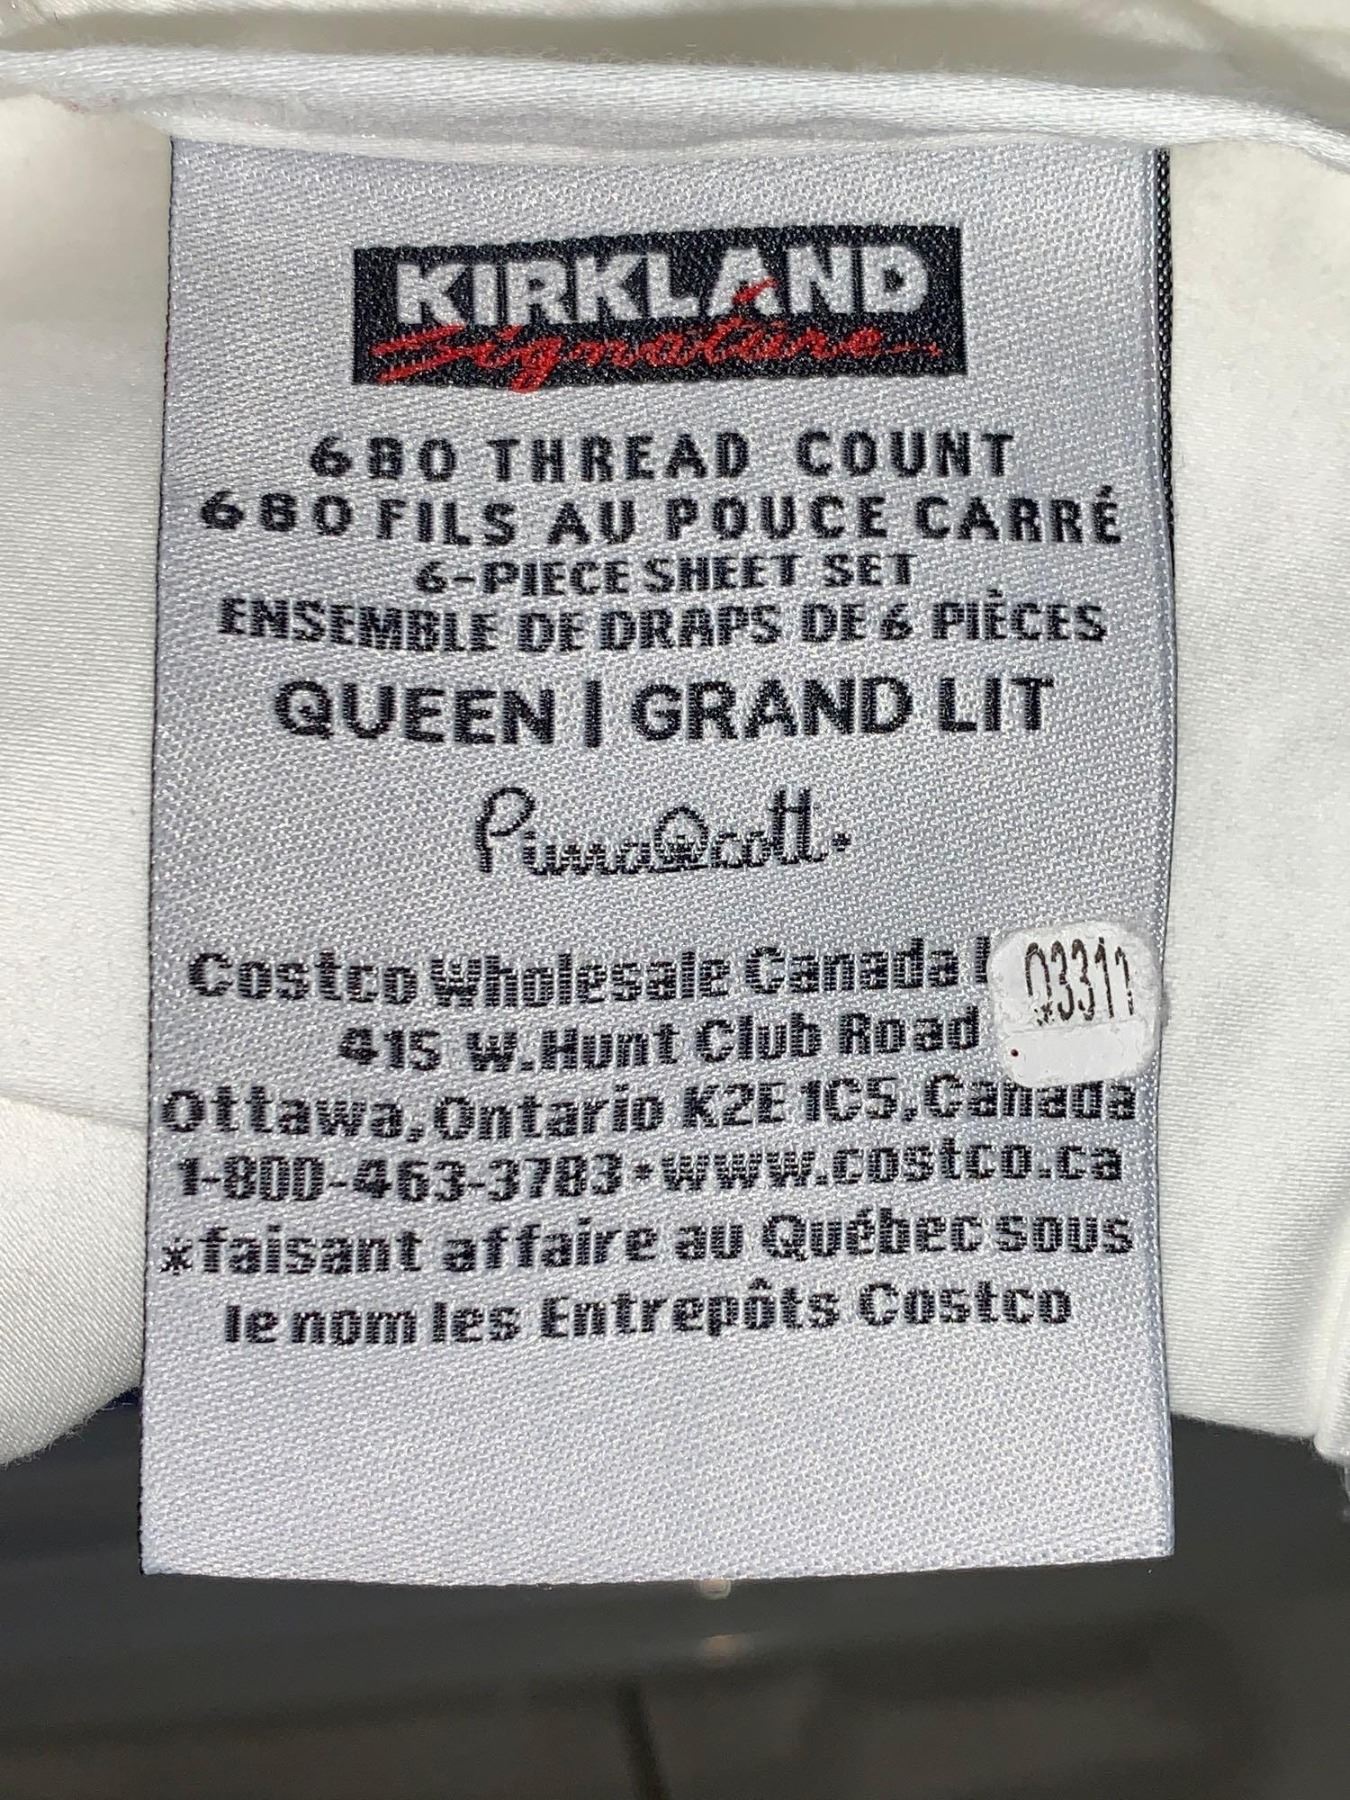 KIRKLAND
Signature
680 THREAD COUNT
680 FILS AU POUCE CARRÉ
6-PIECE SHEET SET
ENSEMBLE DE DRAPS DE 6 PIÈCES
QUEEN | GRAND LIT
PimaCott.
Costco Wholesale Canada
Q3311
415 W.Hunt Club Road
Ottawa, Ontario K2E 1C5, Canada
1-800-463-3783 • www.costco.ca
*faisant affaire au Québec sous
le nom les Entrepôts Costco